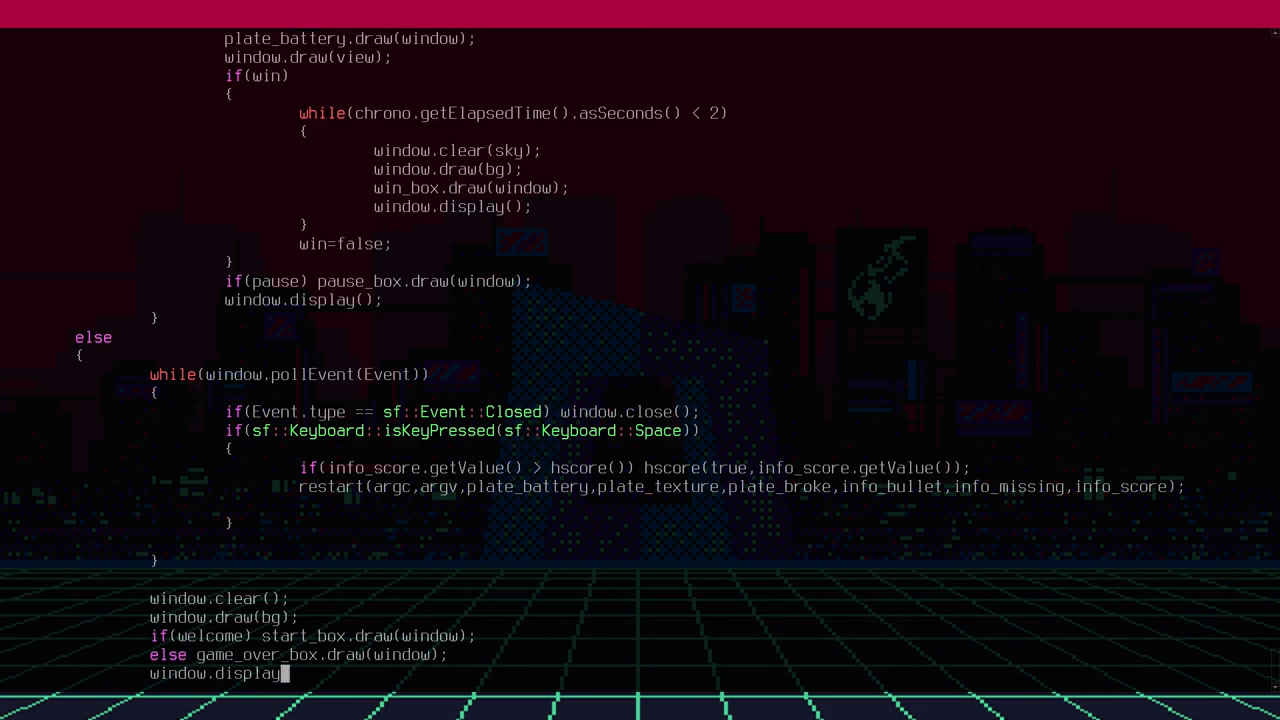 plate_battery.draw(window);
window.draw(view);
if(win)
{
while(chrono.getElapsedTime().asSeconds() < 2)
{
window.clear(sky);
window.draw(bg);
win_box.draw(window);
window.display();
}
win=false;
}
if(pause) pause_box.draw(window);
window.display();
}
else
{
while(window.pollEvent(Event))
{
if(Event.type == sf::Event::Closed) window.close();
if(sf::Keyboard::isKeyPressed(sf::Keyboard::Space))
{
if(info_score.getValue() > hscore()) hscore(true,info_score.getValue());
restart(argc,argv,plate_battery,plate_texture,plate_broke,info_bullet,info_missing,info_score);
}
}
window.clear();
window.draw(bg);
if(welcome) start_box.draw(window);
else game_over_box.draw(window);
window.display